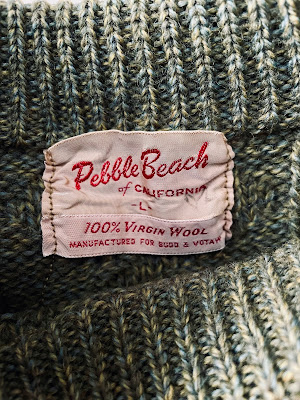 Pebble Beach
of CALIFORNIA
-L-
100% VIRGIN WOOL
MANUFACTURED FOR BUDD & VOTAW